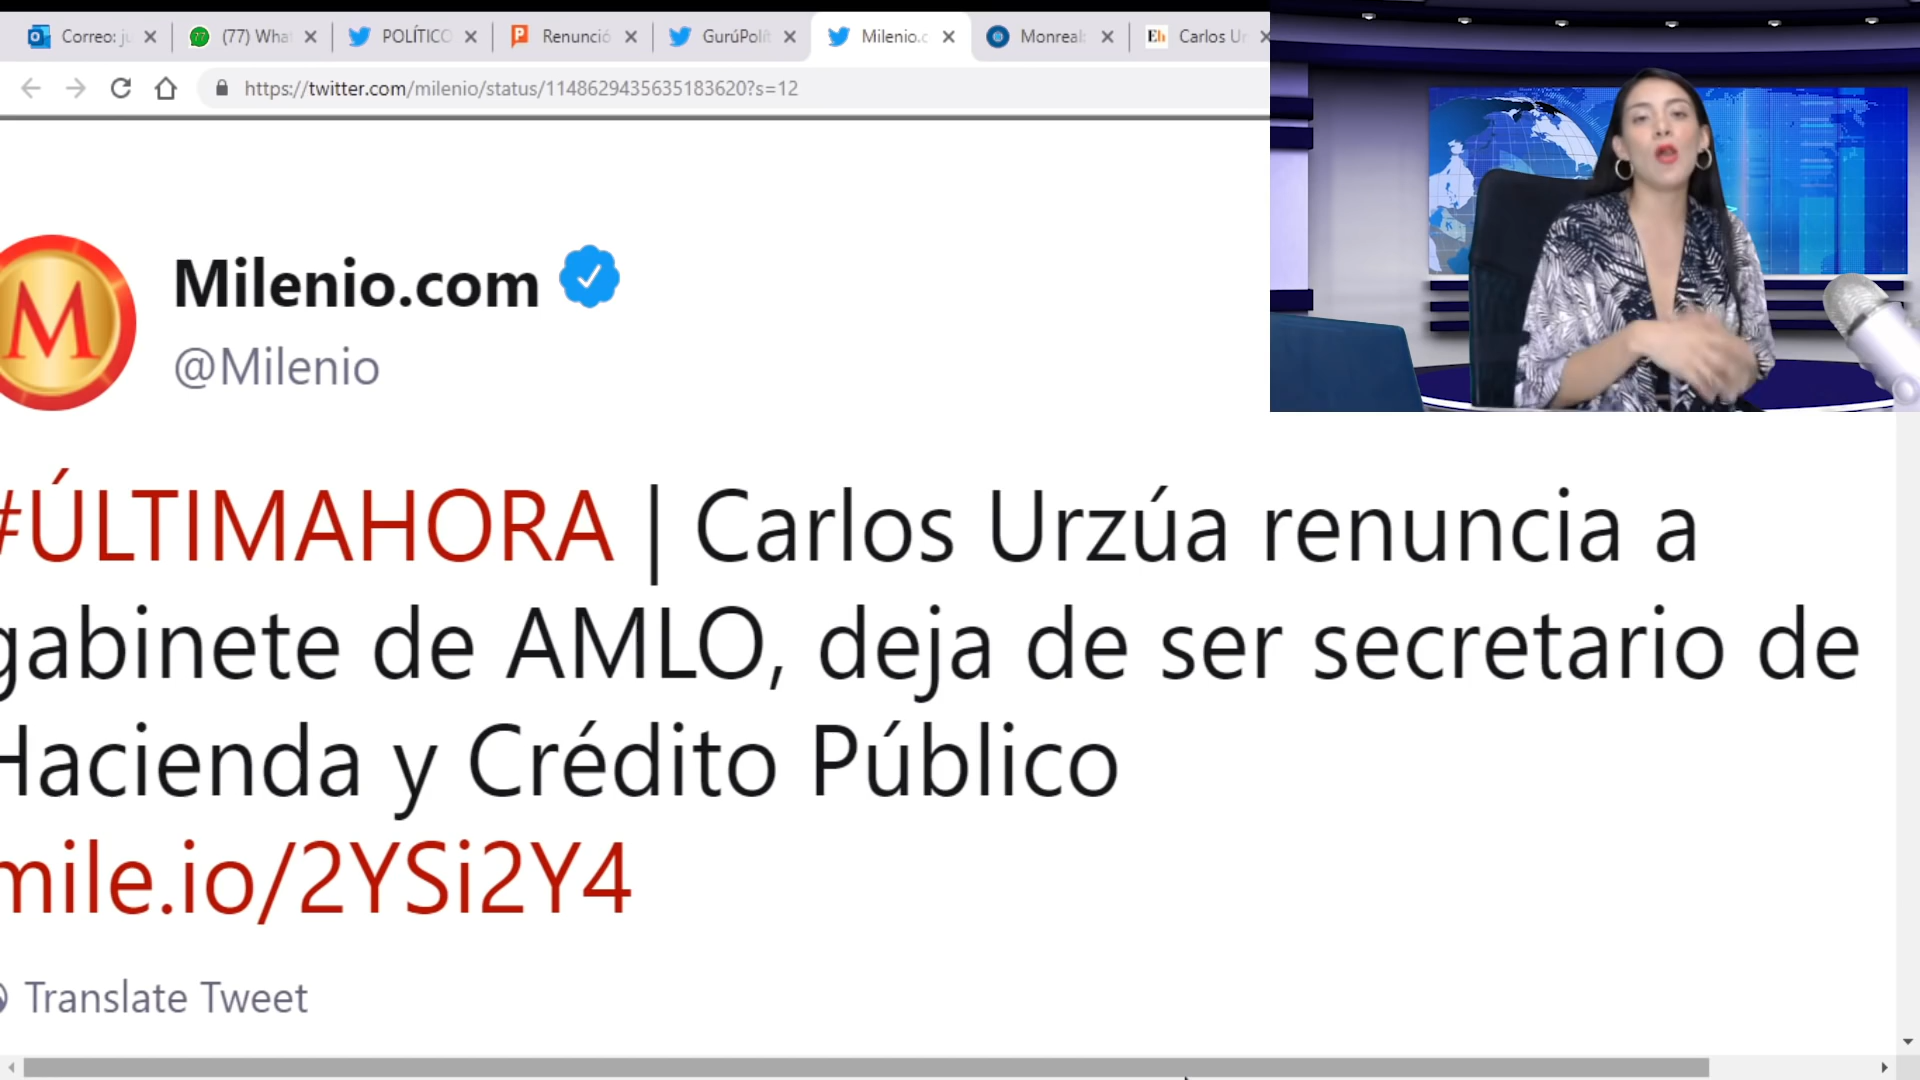 Correo: ju
(77) Wha
POLÍTICO
Renunció
GurúPolít
Milenio.c
Monreal:
Carlos Ur
https://twitter.com/milenio/status/1148629435635183620?s=12
M
Milenio.com
@Milenio
#ÚLTIMAHORA | Carlos Urzúa renuncia a
gabinete de AMLO, deja de ser secretario de
Hacienda y Crédito Público
mile.io/2YSi2Y4
Translate Tweet